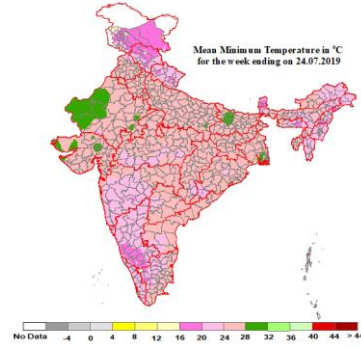 Mean Minimum Temperature in °C
for the week ending on 24.07.2019
No Data -4 0 4 8 12 16 20 24 28 32 36 40 44 > 44